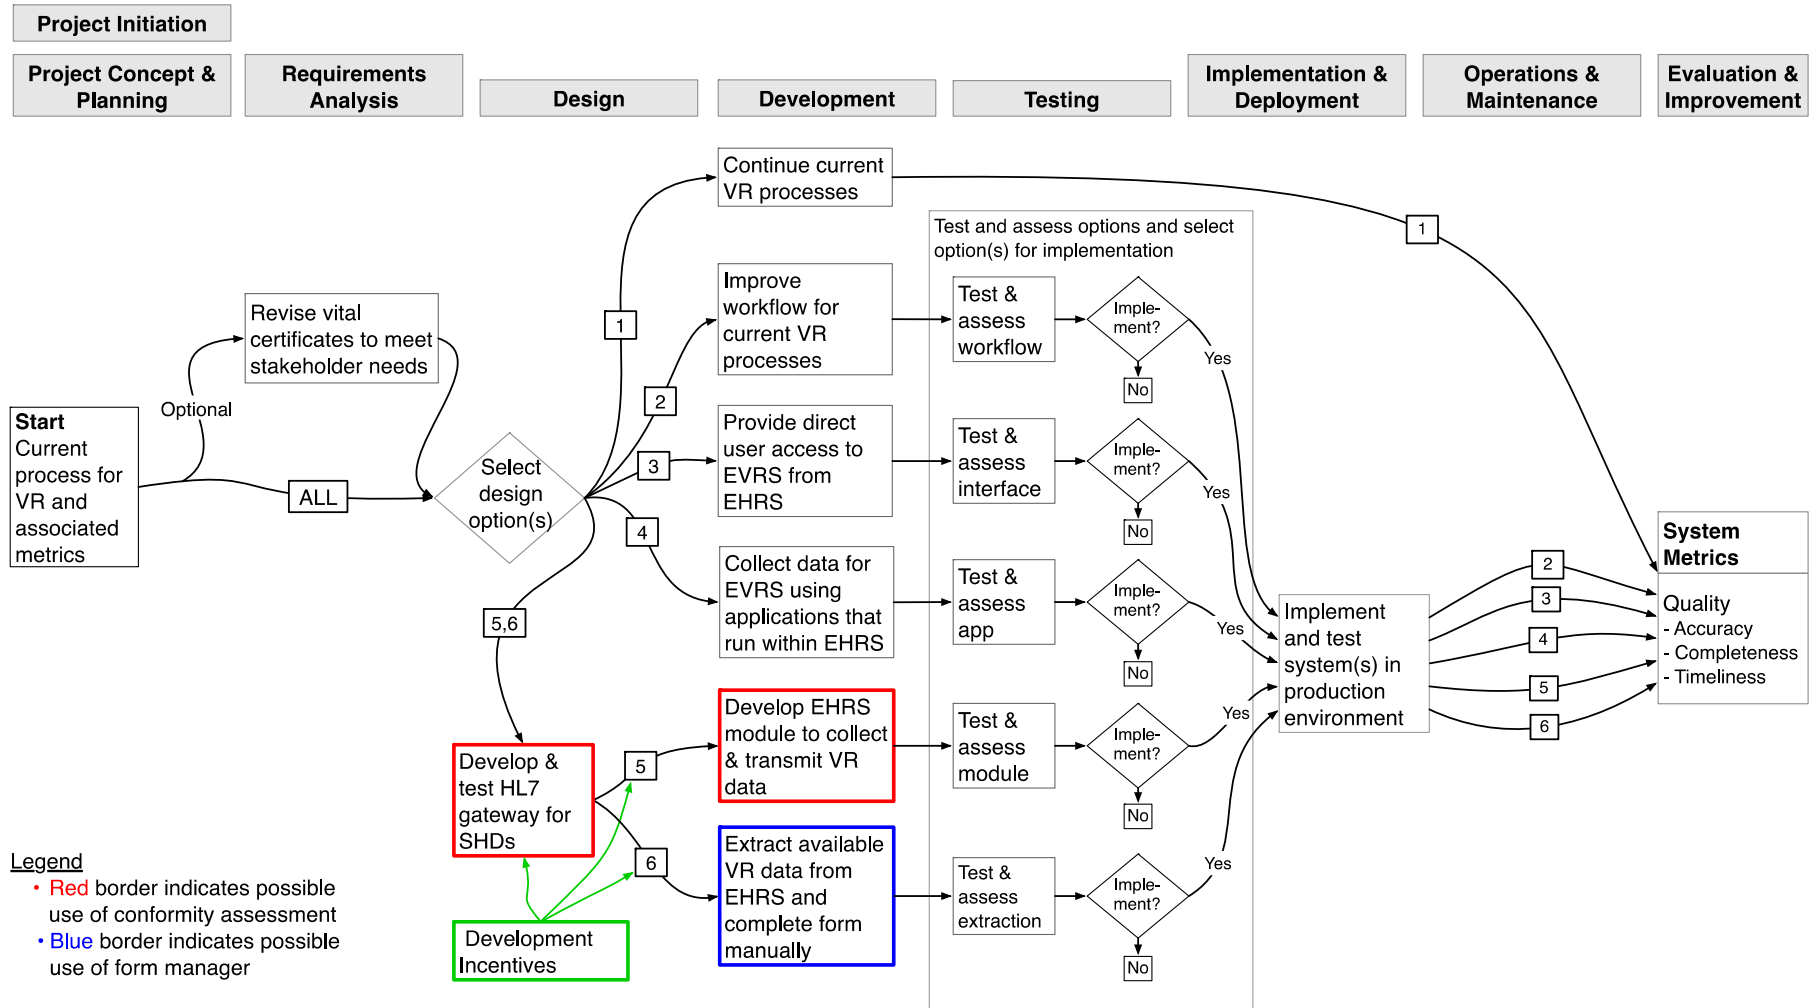 Project Initiation
Project Concept &
Planning
Requirements
Analysis
Design
Development
Testing
Implementation &
Deployment
Operations &
Maintenance
Evaluation &
Improvement
Start
Current
process for
VR and
associated
metrics
Optional
ALL
Revise vital
certificates to meet
stakeholder needs
Select
design
option(s)
1
2
3
4
5,6
Continue current
VR processes
1
Improve
workflow for
current VR
processes
Provide direct
user access to
EVRS from
EHRS
Collect data for
EVRS using
applications that
run within EHRS
Develop &
test HL7
gateway for
SHDs
5
6
Development
Incentives
Develop EHRS
module to collect
& transmit VR
data
Extract available
VR data from
EHRS and
complete form
manually
Test and assess options and select
option(s) for implementation
Test &
assess
workflow
Imple-
ment?
Yes
No
Test &
assess
interface
Imple-
ment?
Yes
No
Test &
assess
app
Imple-
ment?
Yes
No
Test &
assess
module
Imple-
ment?
Yes
No
Test &
assess
extraction
Imple-
ment?
Yes
No
Implement
and test
system(s) in
production
environment
2
3
4
5
6
System
Metrics
Quality
- Accuracy
- Completeness
- Timeliness
Legend
• Red border indicates possible
use of conformity assessment
• Blue border indicates possible
use of form manager